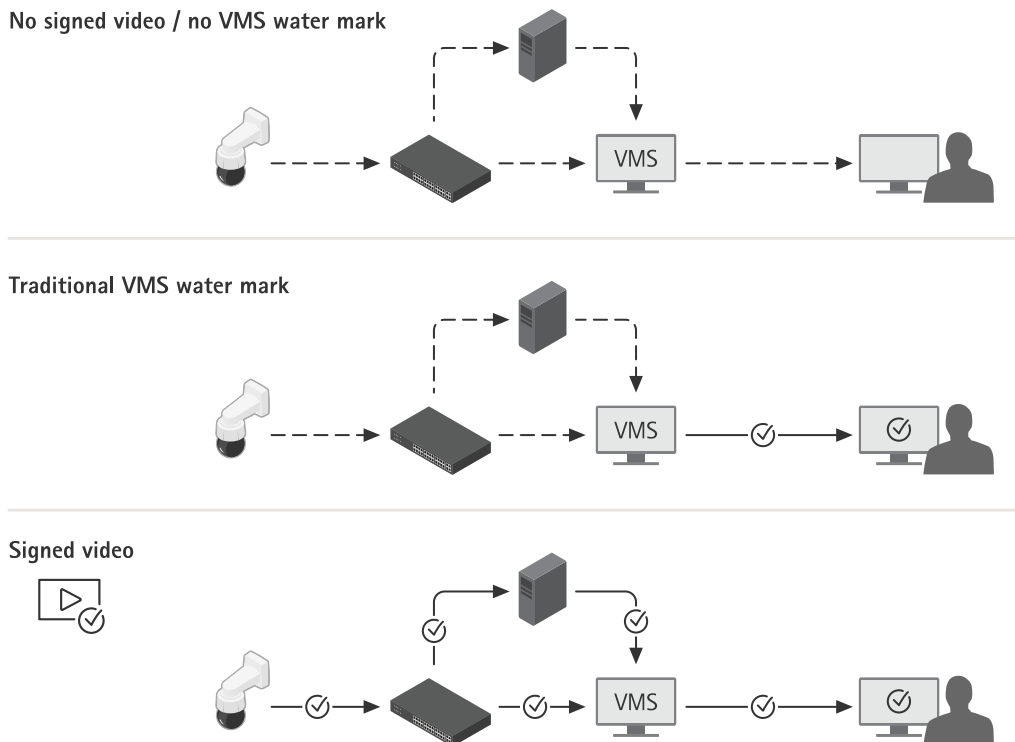 No signed video / no VMS water mark
VMS
Traditional VMS water mark
VMS
Signed video
VMS